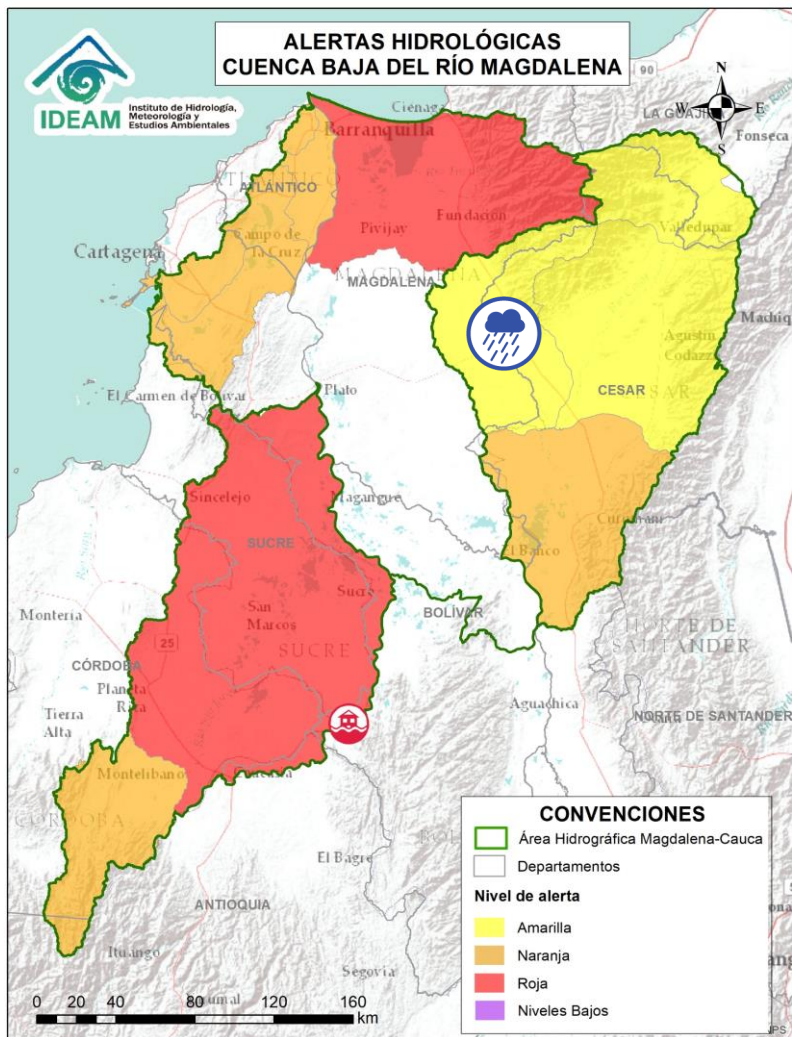 ALERTAS HIDROLÓGICAS
CUENCA BAJA DEL RÍO MAGDALENA
IDEAM
Instituto de Hidrología,
Meteorología y
Estudios Ambientales
90
N
W
E
S
Ciénaga
LA GUAJIRA
Fonseca
Barranquilla
ATLÁNTICO
Valledupar
Pivijay
Fundación
Campo de
la Cruz
Cartagena
MAGDALENA
MAGDALENA
Agustín
Codazzi
CESAR
El Carmen de Bolívar
Plato
Sincelejo
Magangué
Curumaní
SUCRE
El Banco
Sucre
BOLÍVAR
San
Marcos
Montería
25
SUCRE
NORTE DE
SANTANDER
CÓRDOBA
Planeta
Rica
Aguachica
NORTE DE SANTANDER
Tierra
Alta
Montelíbano
CÓRDOBA
El Bagre
ANTIOQUIA
Ituango
Segovia
CONVENCIONES
Área Hidrográfica Magdalena-Cauca
Departamentos
Nivel de alerta
Amarilla
Naranja
Roja
Niveles Bajos
0 20 40 80 120 160
km